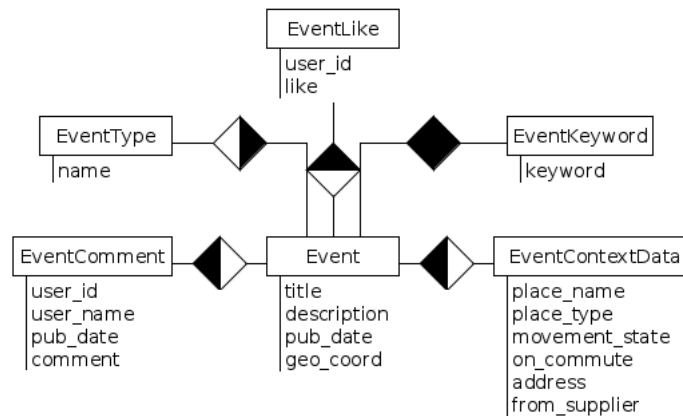 EventLike
user_id
like
EventType
name
EventKeyword
keyword
EventComment
user_id
user_name
pub_date
comment
Event
title
description
pub_date
geo_coord
EventContextData
place_name
place_type
movement_state
on_commute
address
from_supplier